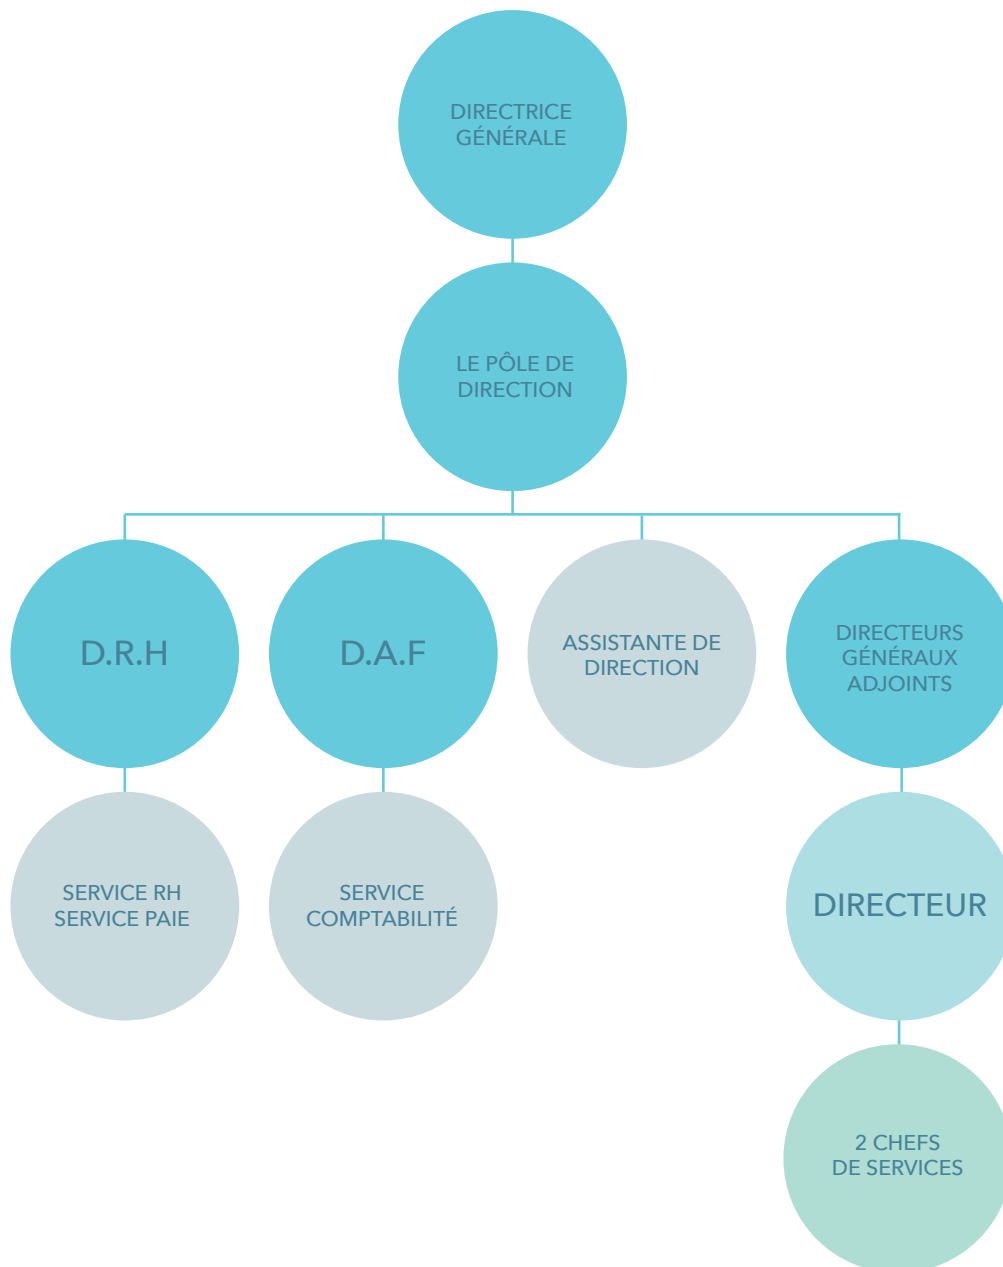 DIRECTRICE
GÉNÉRALE
LE PÔLE DE
DIRECTION
D.R.H
D.A.F
ASSISTANTE DE
DIRECTION
DIRECTEURS
GÉNÉRAUX
ADJOINTS
SERVICE RH
SERVICE PAIE
SERVICE
COMPTABILITÉ
DIRECTEUR
2 CHEFS
DE SERVICES